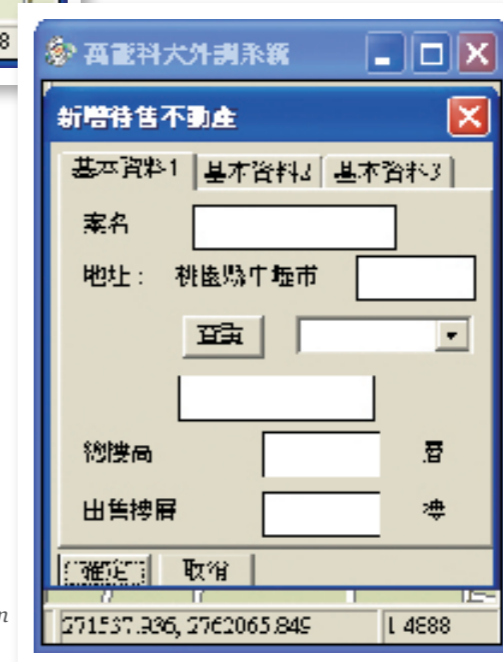 8
萬能科大外調系統
新增待售不動產
基本資料1 基本資料2 基本資料3
案名
地址： 桃園縣中壢市
查詢
總樓高 層
出售樓層 樓
確定 取消
n 271537.936, 2762065.849 1:4888